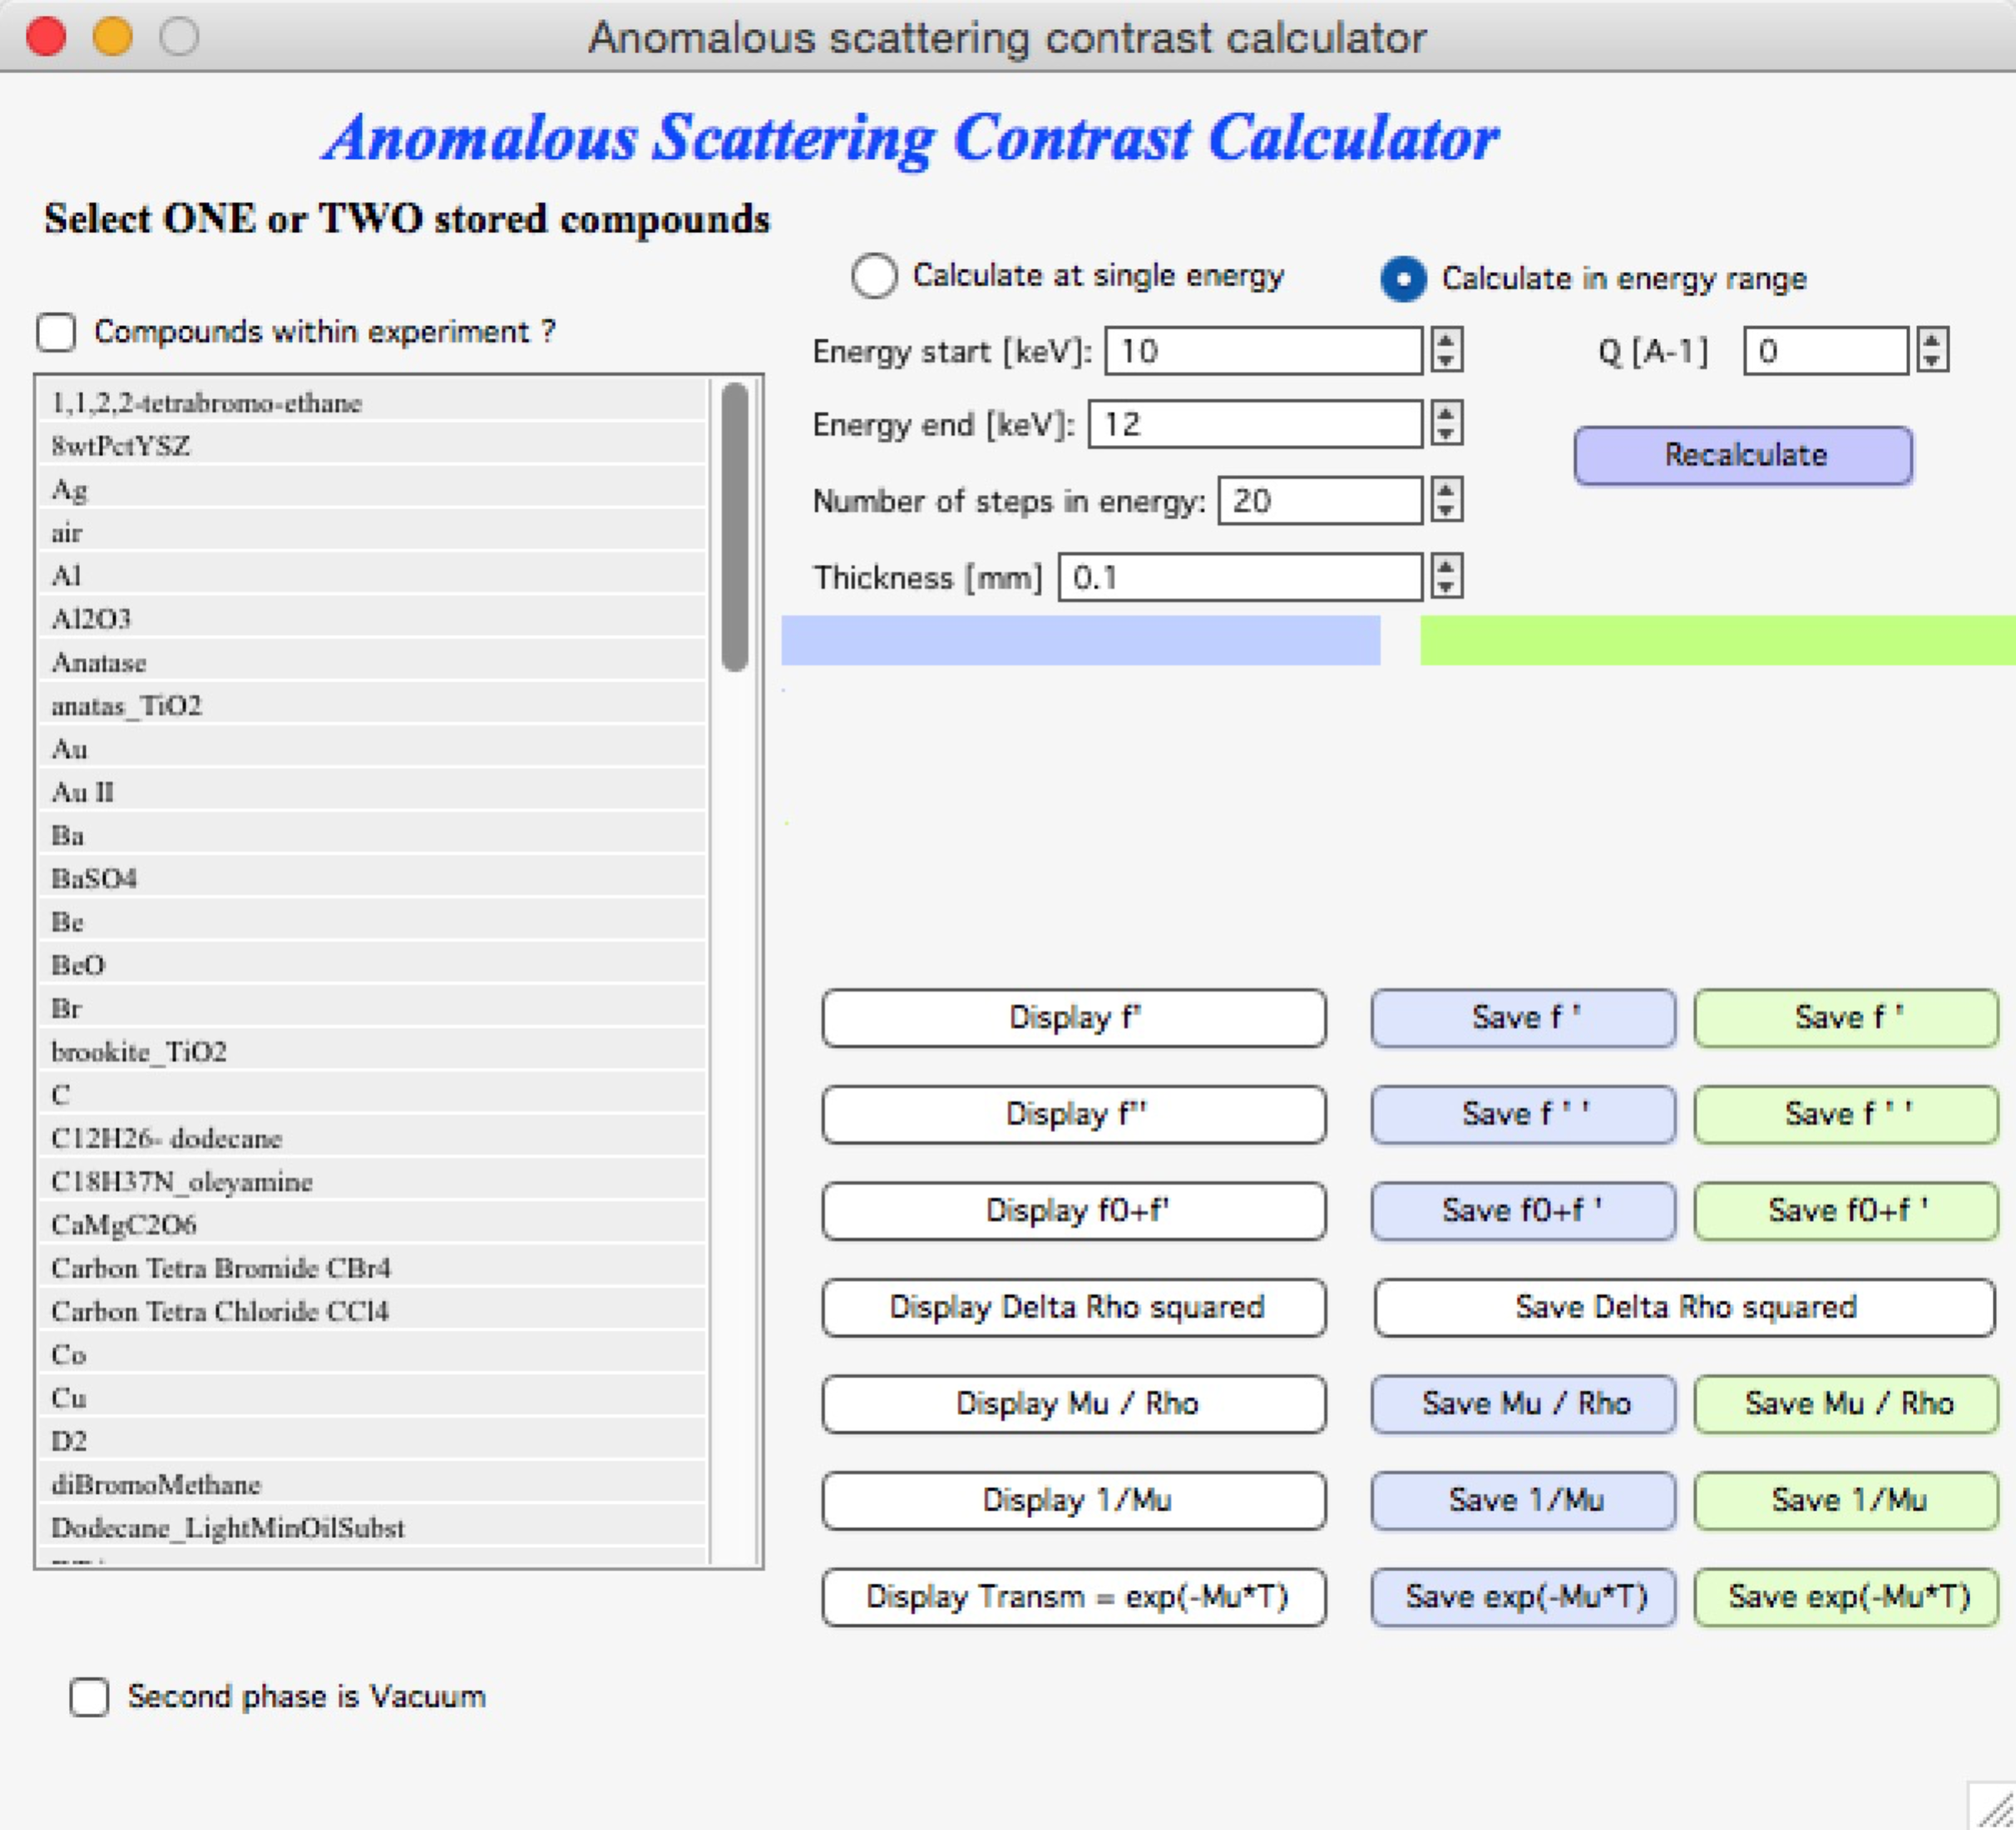 Anomalous scattering contrast calculator
Anomalous Scattering Contrast Calculator
Select ONE or TWO stored compounds
Calculate at single energy
Calculate in energy range
Compounds within experiment ?
Energy start [keV]: 10
Q [A-1] 0
Energy end [keV]: 12
Recalculate
Number of steps in energy: 20
Thickness [mm] 0.1
1,1,2,2-tetrabromo-ethane
8wtPctYSZ
Ag
air
Al
Al2O3
Anatase
anatas_TiO2
Au
Au II
Ba
BaSO4
Be
BeO
Br
brookite_TiO2
C
C12H26- dodecane
C18H37N_oleyamine
CaMgC2O6
Carbon Tetra Bromide CBr4
Carbon Tetra Chloride CCl4
Co
Cu
D2
diBromoMethane
Dodecane_LightMinOilSubst
Display f'
Save f '
Save f '
Display f''
Save f ' '
Save f ' '
Display f0+f'
Save f0+f '
Save f0+f '
Display Delta Rho squared
Save Delta Rho squared
Display Mu / Rho
Save Mu / Rho
Save Mu / Rho
Display 1/Mu
Save 1/Mu
Save 1/Mu
Display Transm = exp(-Mu*T)
Save exp(-Mu*T)
Save exp(-Mu*T)
Second phase is Vacuum